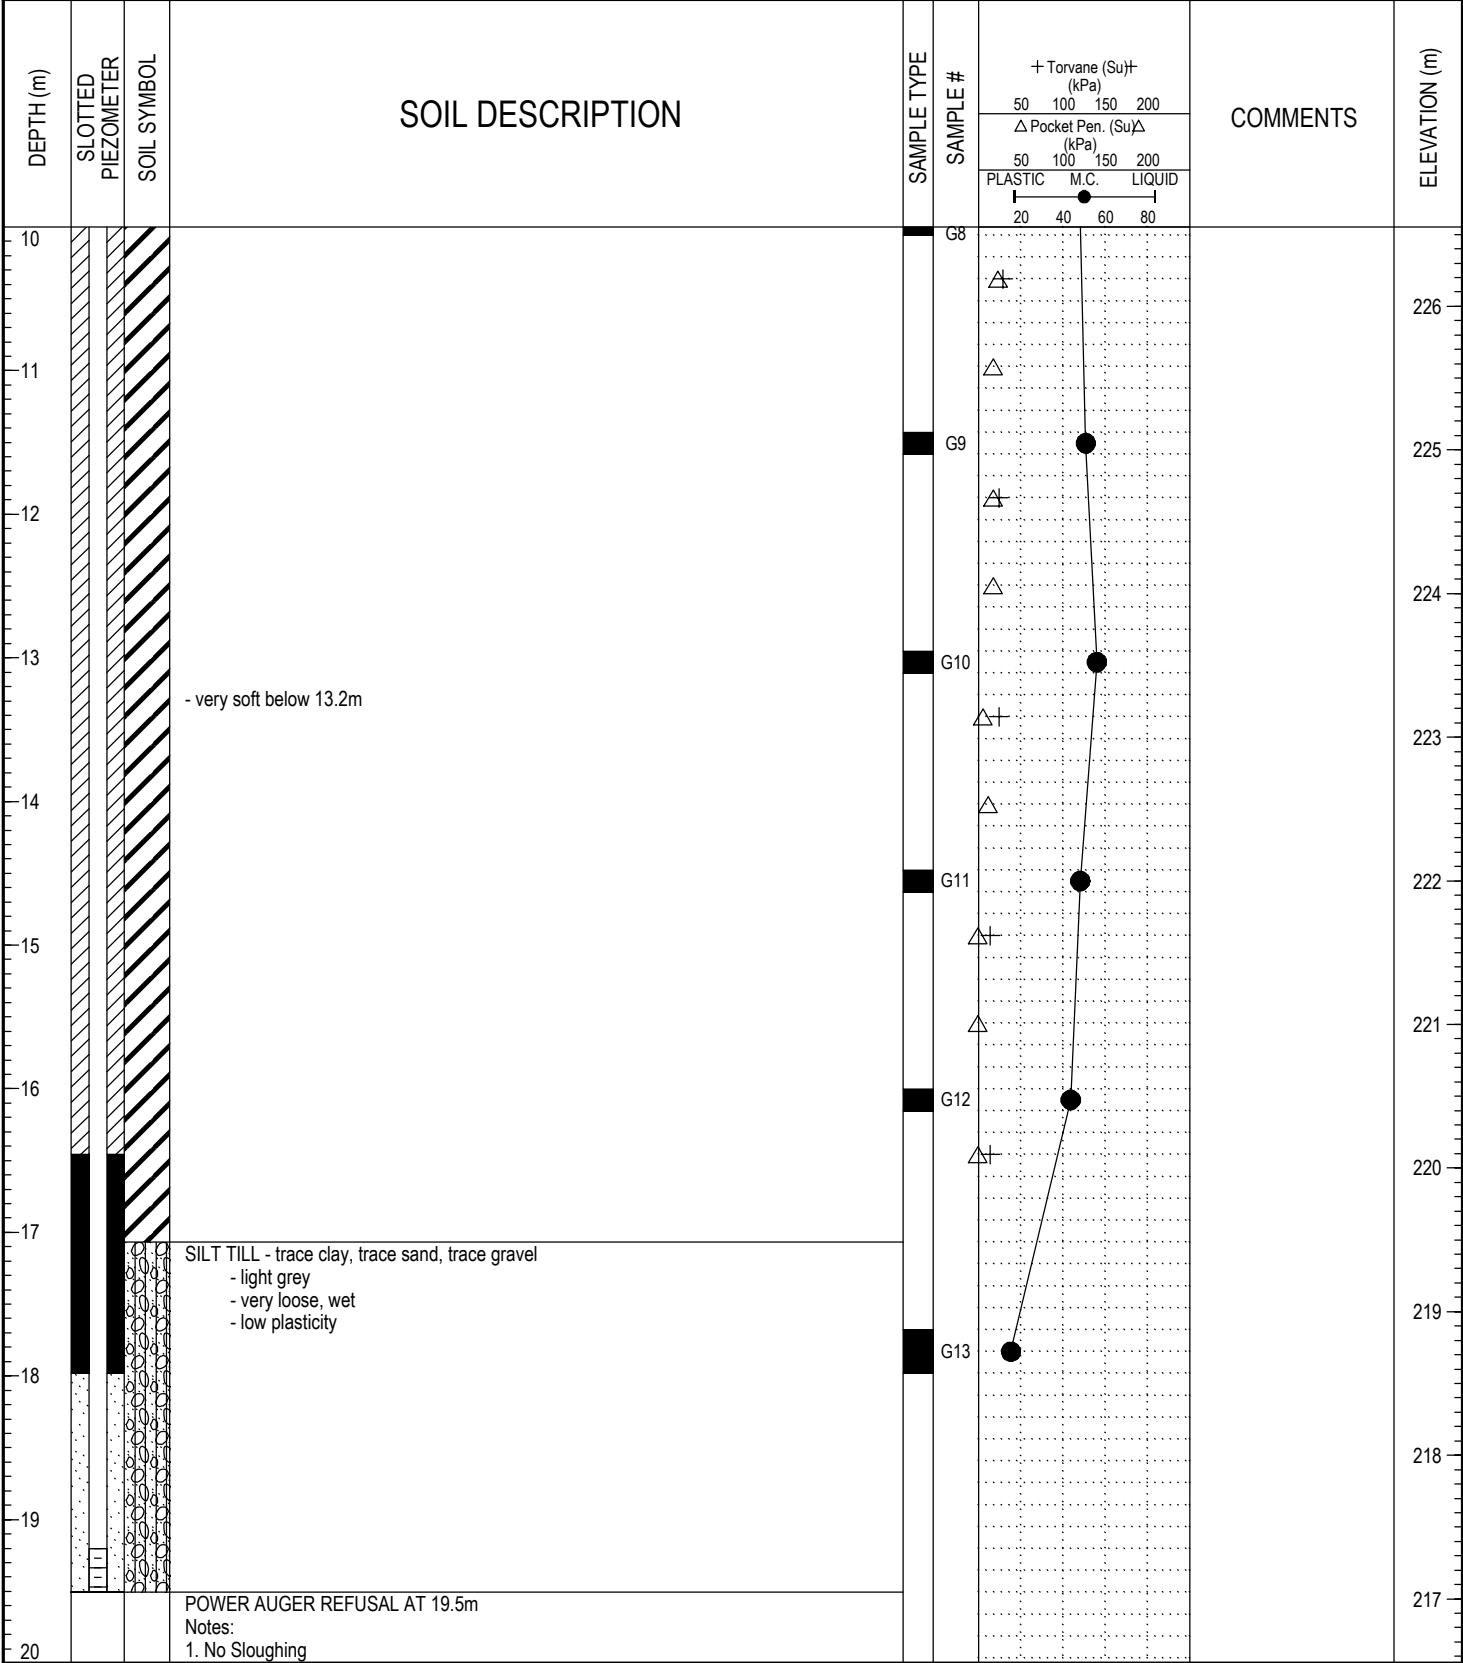 DEPTH (m)
SLOTTED
PIEZOMETER
SOIL SYMBOL
SOIL DESCRIPTION
SAMPLE TYPE
SAMPLE #
+ Torvane (Su)+
(kPa)
50 100 150 200
△ Pocket Pen. (Su)△
(kPa)
50 100 150 200
PLASTIC M.C. LIQUID
20 40 60 80
COMMENTS
ELEVATION (m)
10
G8
226
11
G9
225
12
224
13
G10
- very soft below 13.2m
223
14
G11
222
15
221
16
G12
220
17
SILT TILL - trace clay, trace sand, trace gravel
- light grey
- very loose, wet
- low plasticity
219
G13
18
218
19
POWER AUGER REFUSAL AT 19.5m
217
Notes:
1. No Sloughing
20